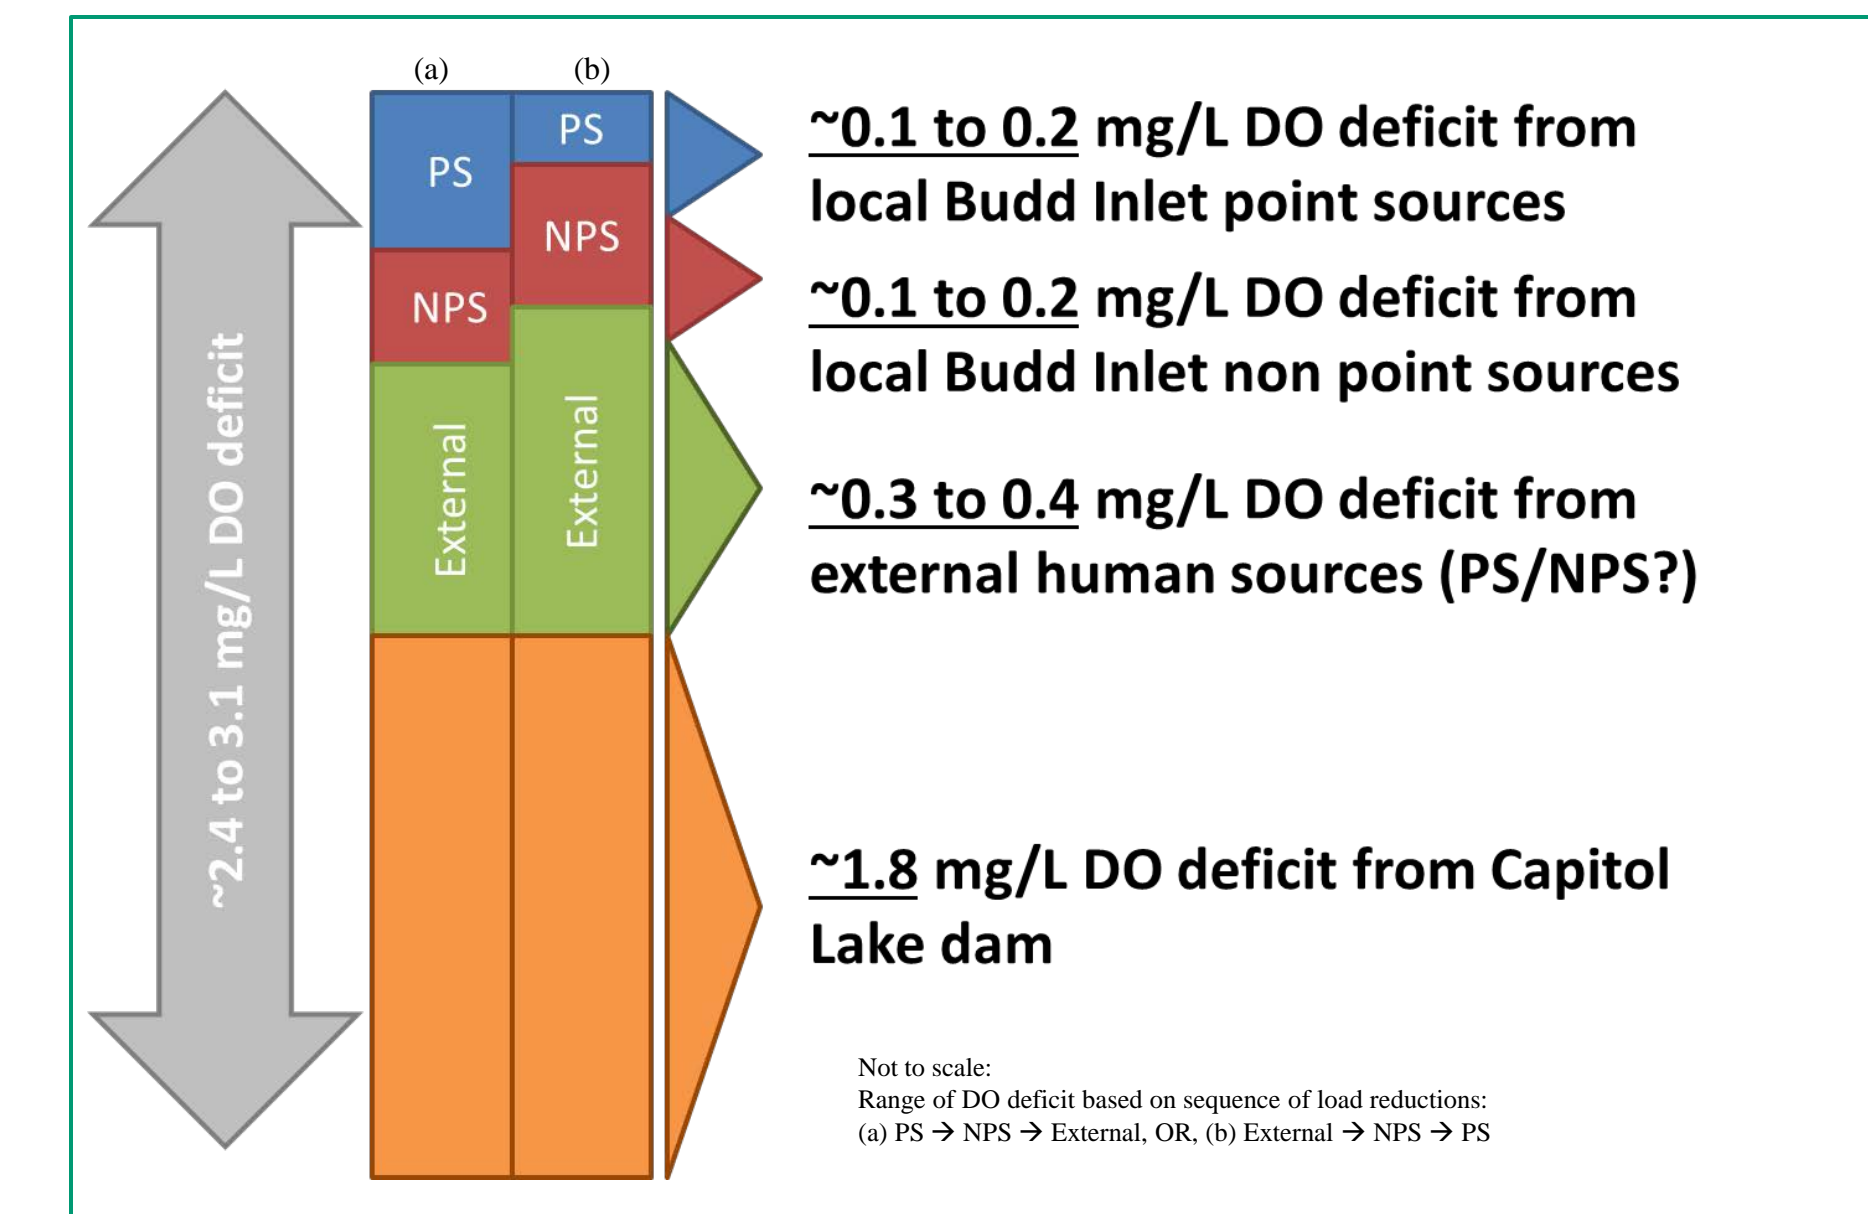 (a)
(b)
~2.4 to 3.1 mg/L DO deficit
PS
NPS
External
PS
NPS
External
~0.1 to 0.2 mg/L DO deficit from
local Budd Inlet point sources
~0.1 to 0.2 mg/L DO deficit from
local Budd Inlet non point sources
~0.3 to 0.4 mg/L DO deficit from
external human sources (PS/NPS?)
~1.8 mg/L DO deficit from Capitol
Lake dam
Not to scale:
Range of DO deficit based on sequence of load reductions:
(a) PS → NPS → External, OR, (b) External → NPS → PS